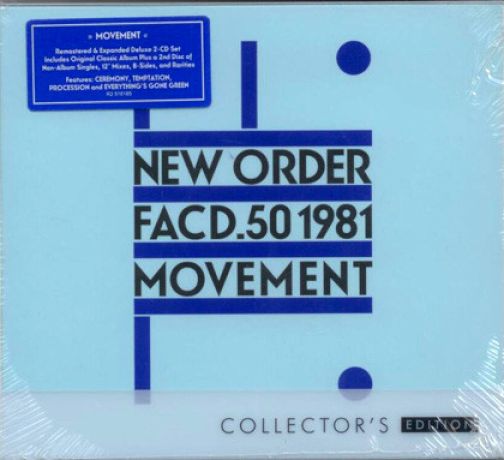 » MOVEMENT «
Remastered & Expanded Deluxe 2-CD Set
Includes Original Classic Album Plus a 2nd Disc of
Non-Album Singles, 12" Mixes, B-Sides, and Rarities
Features: CEREMONY, TEMPTATION,
PROCESSION and EVERYTHING'S GONE GREEN
NEW ORDER
FACD.50 1981
MOVEMENT
COLLECTOR'S EDITION